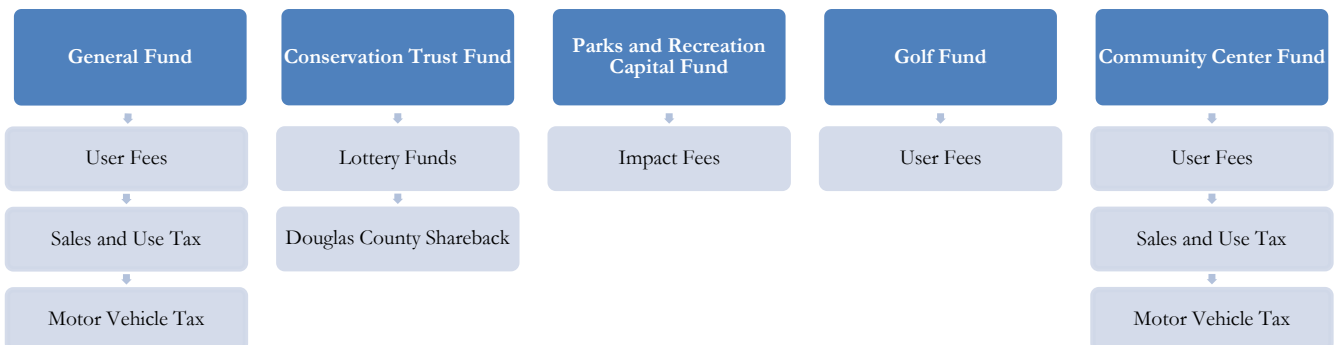 General Fund
User Fees
Sales and Use Tax
Motor Vehicle Tax
Conservation Trust Fund
Lottery Funds
Douglas County Shareback
Parks and Recreation
Capital Fund
Impact Fees
Golf Fund
User Fees
Community Center Fund
User Fees
Sales and Use Tax
Motor Vehicle Tax